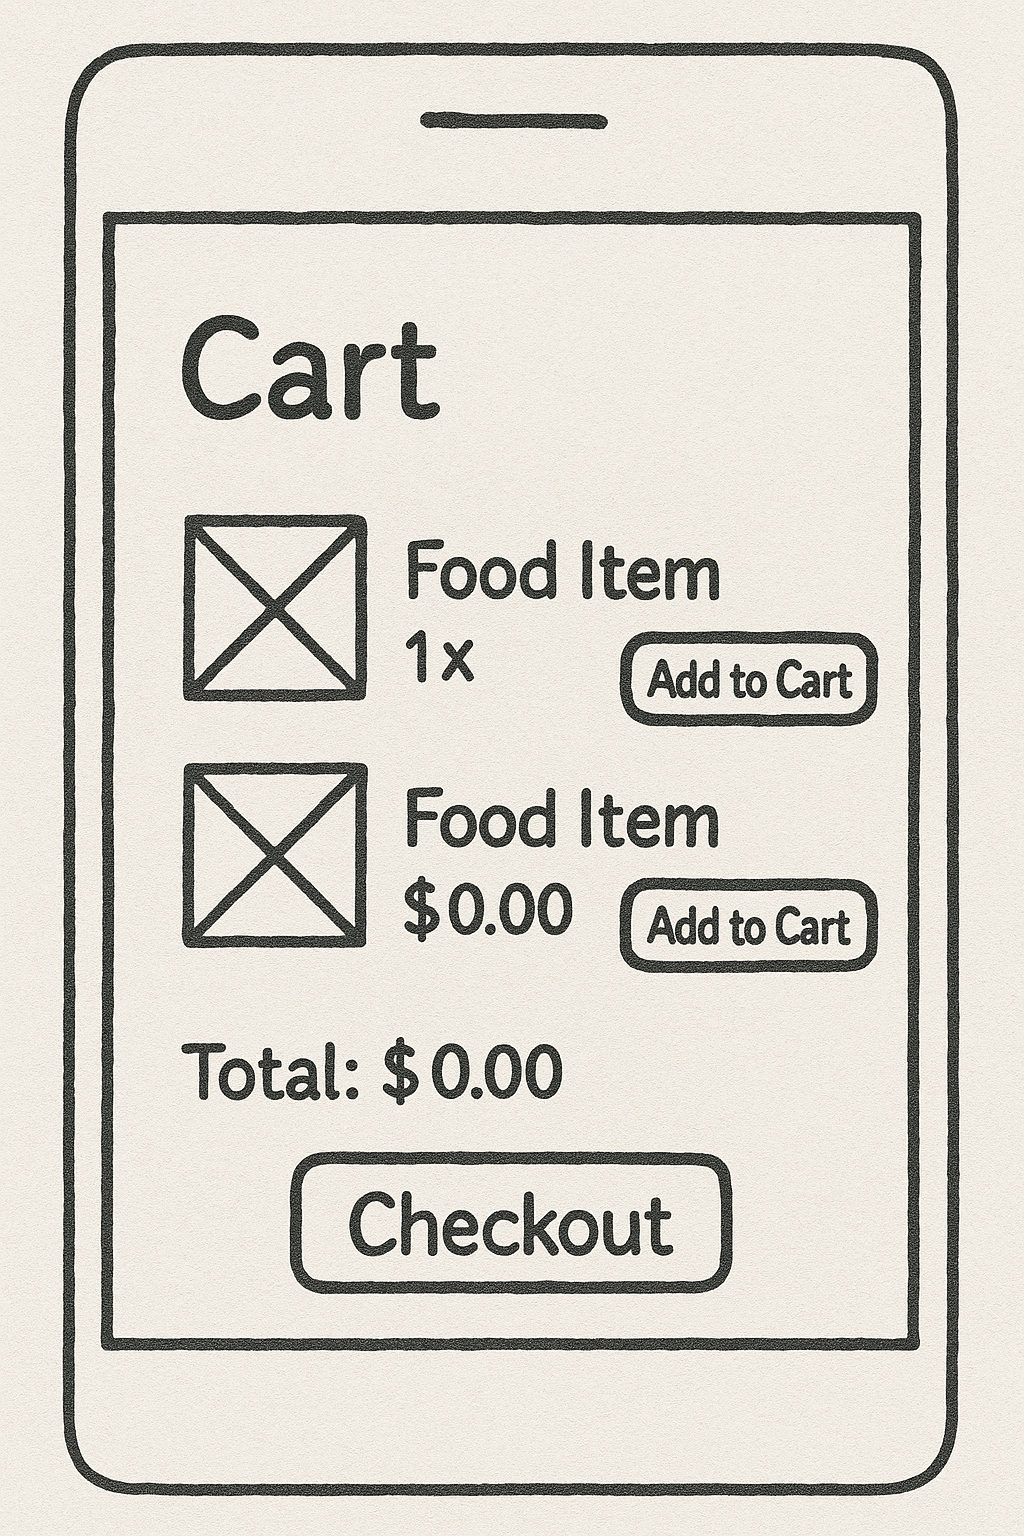 Cart
Food Item
1x
Add to Cart
Food Item
$0.00
Add to Cart
Total: $0.00
Checkout